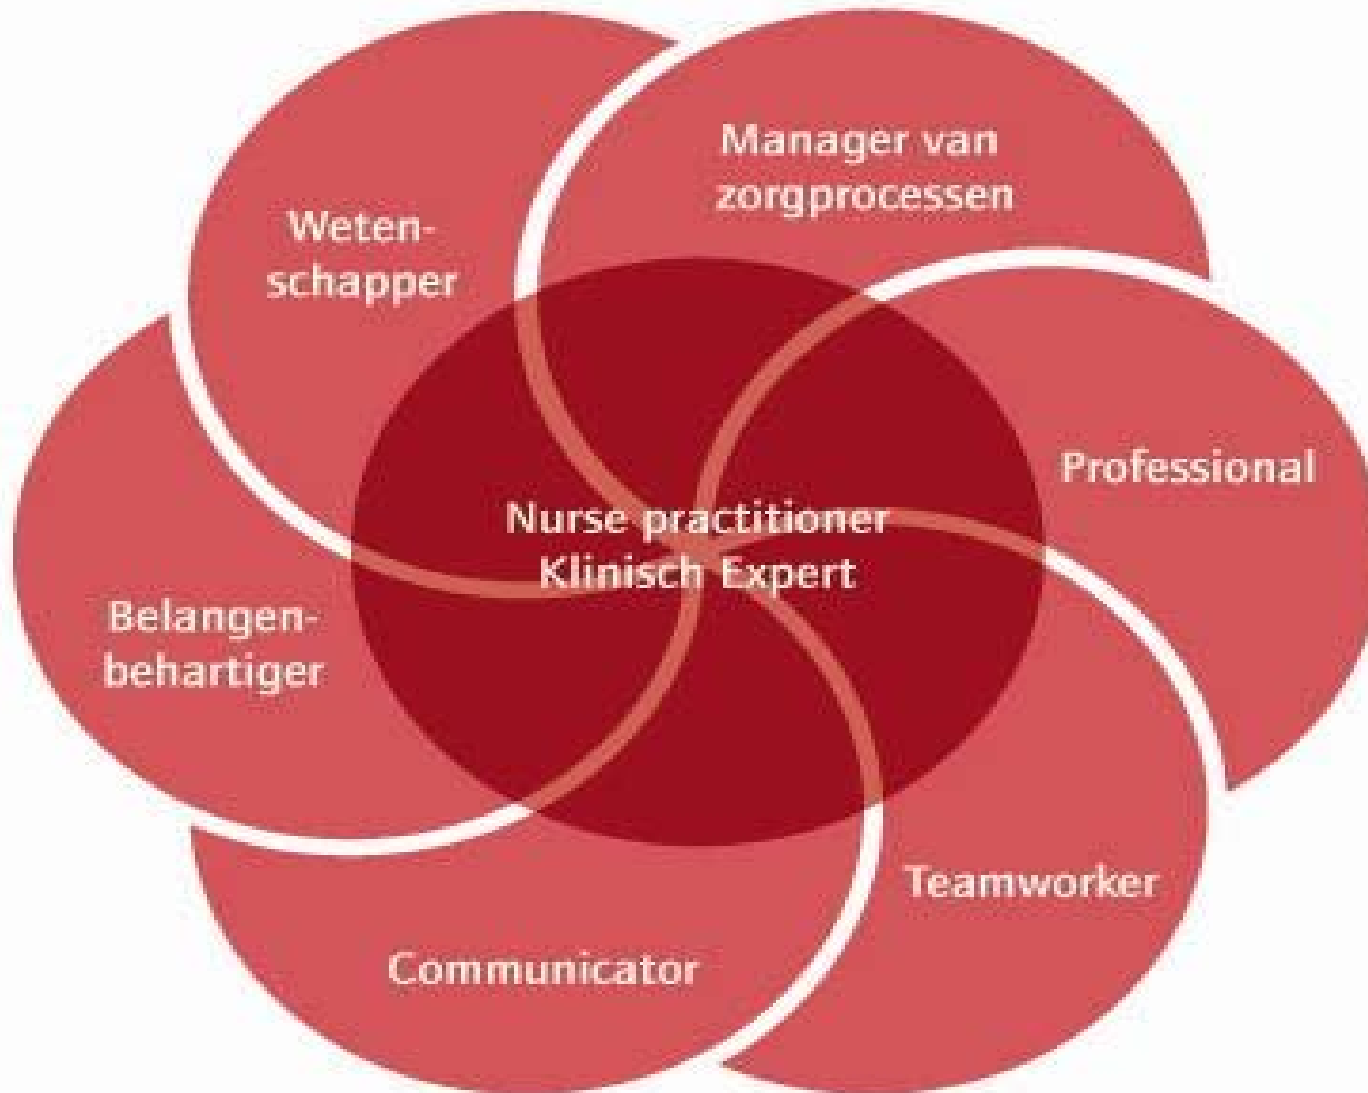 Manager van
zorgprocessen
Weten-
schapper
Professional
Nurse practitioner
Klinisch Expert
Belangen-
behartiger
Teamworker
Communicator